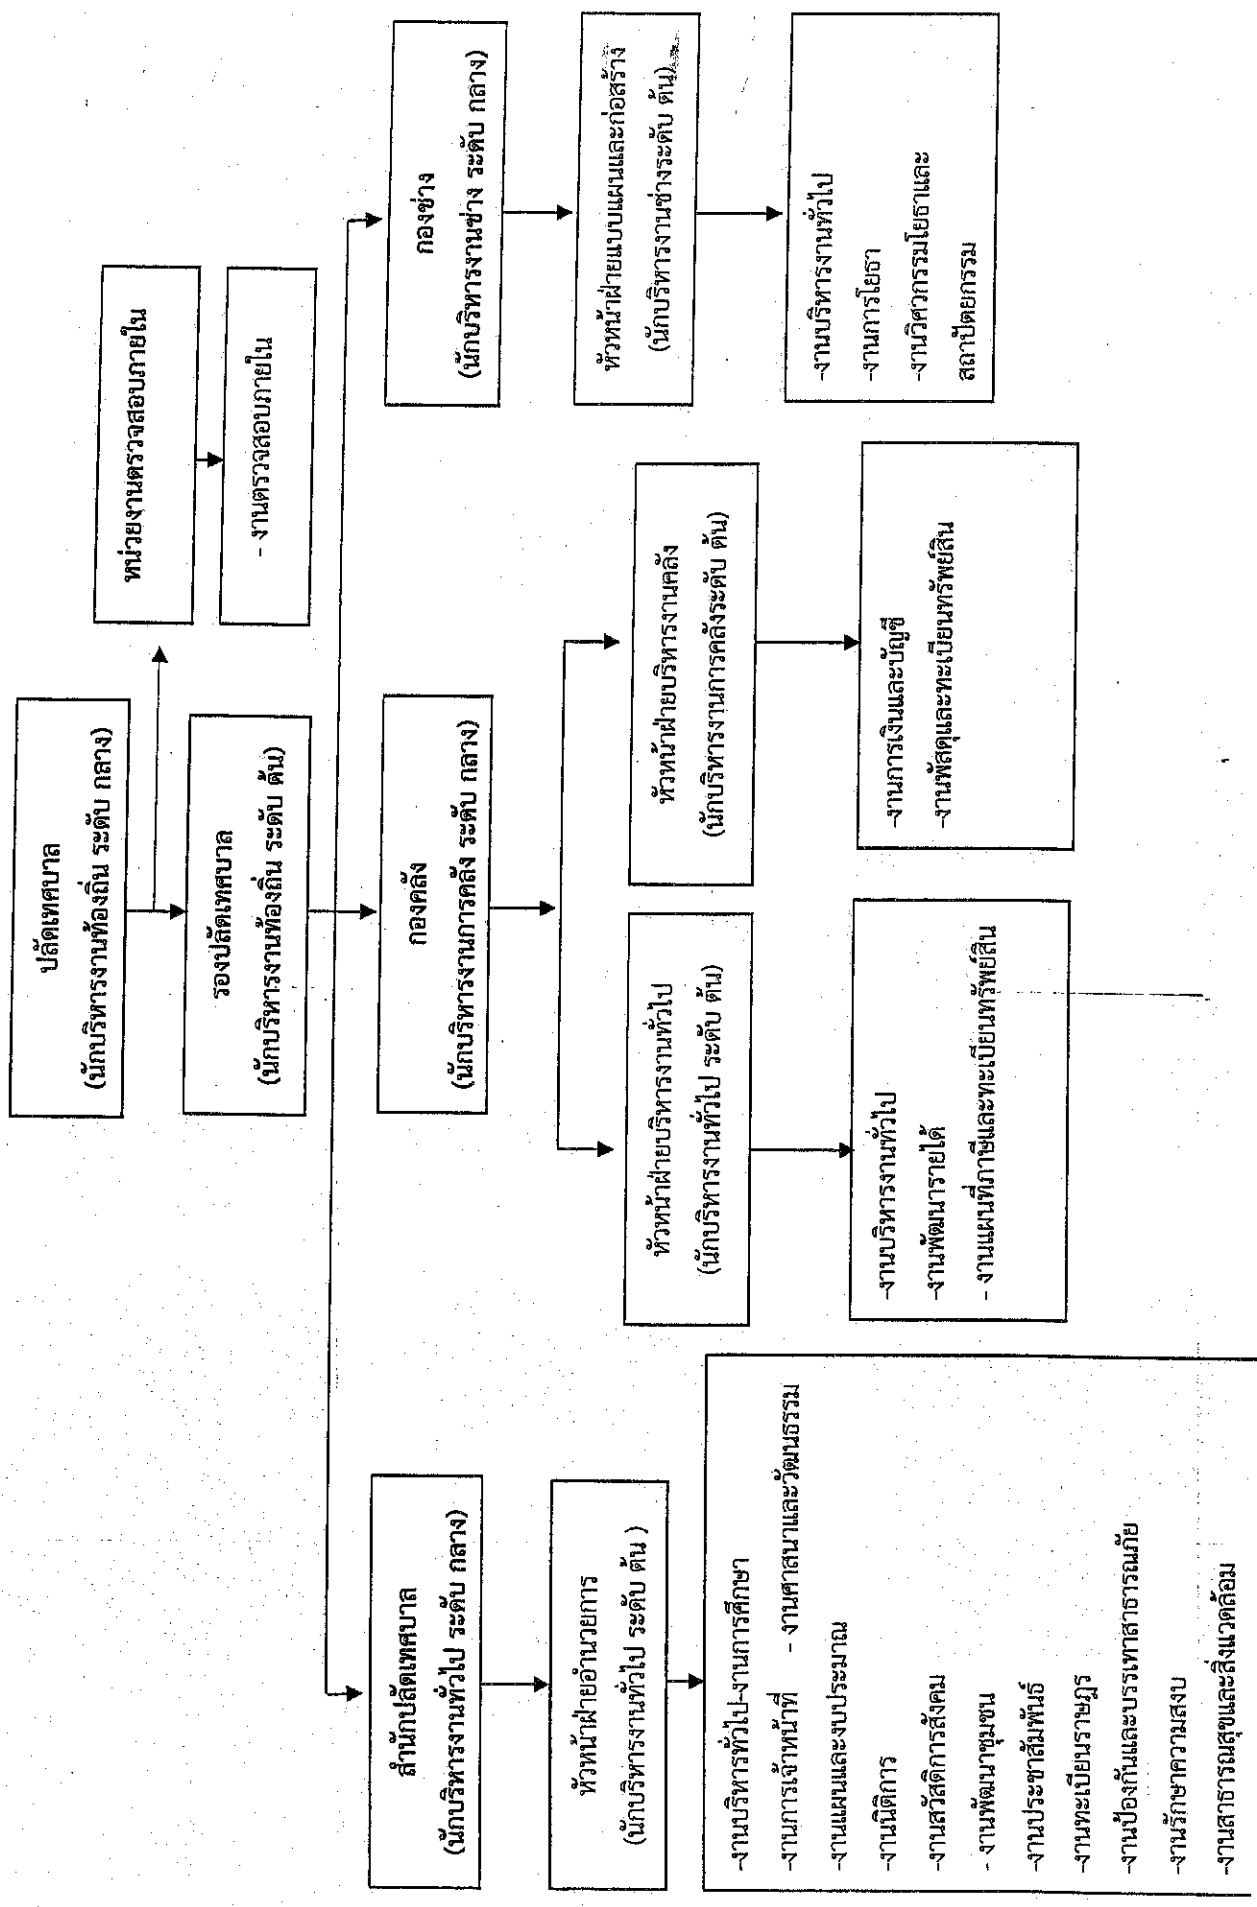 ปลัดเทศบาล
(นักบริหารงานท้องถิ่น ระดับ กลาง)
หน่วยงานตรวจสอบภายใน
- งานตรวจสอบภายใน
รองปลัดเทศบาล
(นักบริหารงานท้องถิ่น ระดับ ต้น)
สำนักปลัดเทศบาล
(นักบริหารงานทั่วไป ระดับ กลาง)
กองคลัง
(นักบริหารงานการคลัง ระดับ กลาง)
กองช่าง
(นักบริหารงานช่าง ระดับ กลาง)
หัวหน้าฝ่ายอำนวยการ
(นักบริหารงานทั่วไป ระดับ ต้น )
หัวหน้าฝ่ายบริหารงานทั่วไป
(นักบริหารงานทั่วไป ระดับ ต้น)
หัวหน้าฝ่ายบริหารงานคลัง
(นักบริหารงานการคลังระดับ ต้น)
หัวหน้าฝ่ายแบบแผนและก่อสร้าง
(นักบริหารงานช่างระดับ ต้น)
-งานบริหารทั่วไป-งานการศึกษา
-งานการเจ้าหน้าที่ - งานศาสนาและวัฒนธรรม
-งานแผนและงบประมาณ
-งานนิติการ
-งานสวัสดิการสังคม
- งานพัฒนาชุมชน
-งานประชาสัมพันธ์
-งานทะเบียนราษฎร
-งานป้องกันและบรรเทาสาธารณภัย
-งานรักษาความสงบ
-งานสาธารณสุขและสิ่งแวดล้อม
-งานบริหารงานทั่วไป
-งานพัฒนารายได้
- งานแผนที่ภาษีและทะเบียนทรัพย์สิน
-งานการเงินและบัญชี
-งานพัสดุและทะเบียนทรัพย์สิน
-งานบริหารงานทั่วไป
-งานการโยธา
-งานวิศวกรรมโยธาและ
สถาปัตยกรรม